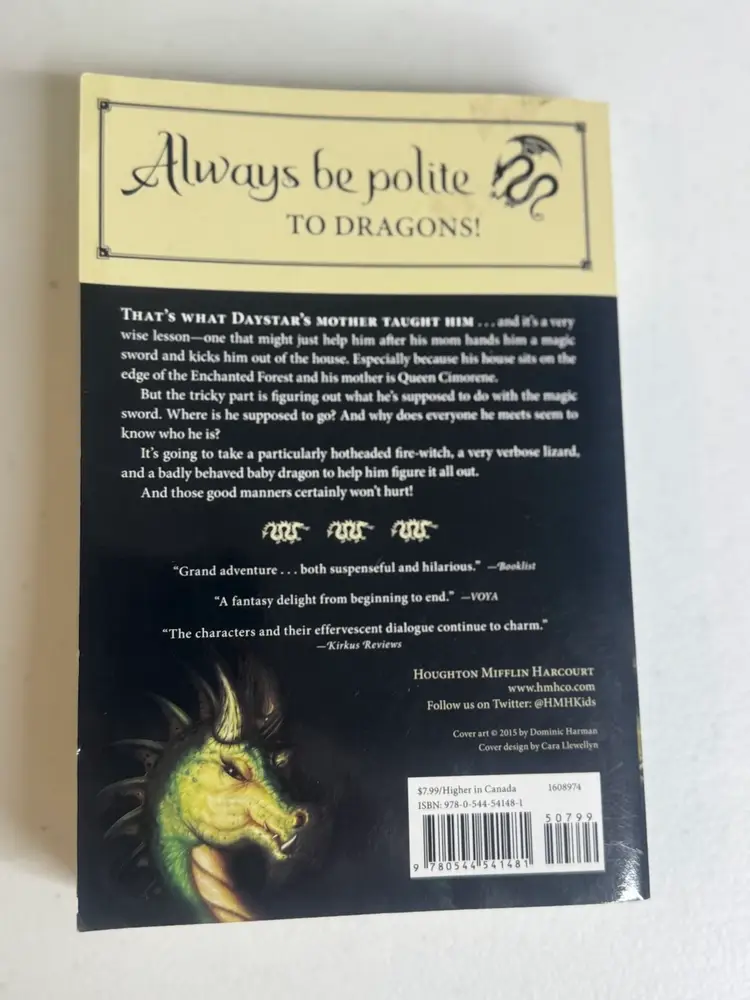 Always be polite
TO DRAGONS!
THAT'S WHAT DAYSTAR'S MOTHER TAUGHT HIM . . . and it's a very
wise lesson—one that might just help him after his mom hands him a magic
sword and kicks him out of the house. Especially because his house sits on the
edge of the Enchanted Forest and his mother is Queen Cimorene.
But the tricky part is figuring out what he's supposed to do with the magic
sword. Where is he supposed to go? And why does everyone he meets seem to
know who he is?
It's going to take a particularly hotheaded fire-witch, a very verbose lizard,
and a badly behaved baby dragon to help him figure it all out.
And those good manners certainly won't hurt!
"Grand adventure . . . both suspenseful and hilarious." —Booklist
"A fantasy delight from beginning to end." —VOYA
"The characters and their effervescent dialogue continue to charm."
—Kirkus Reviews
HOUGHTON MIFFLIN HARCOURT
www.hmhco.com
Follow us on Twitter: @HMHKids
Cover art © 2015 by Dominic Harman
Cover design by Cara Llewellyn
$7.99/Higher in Canada 1608974
ISBN: 978-0-544-54148-1
50799
9 780544 541481